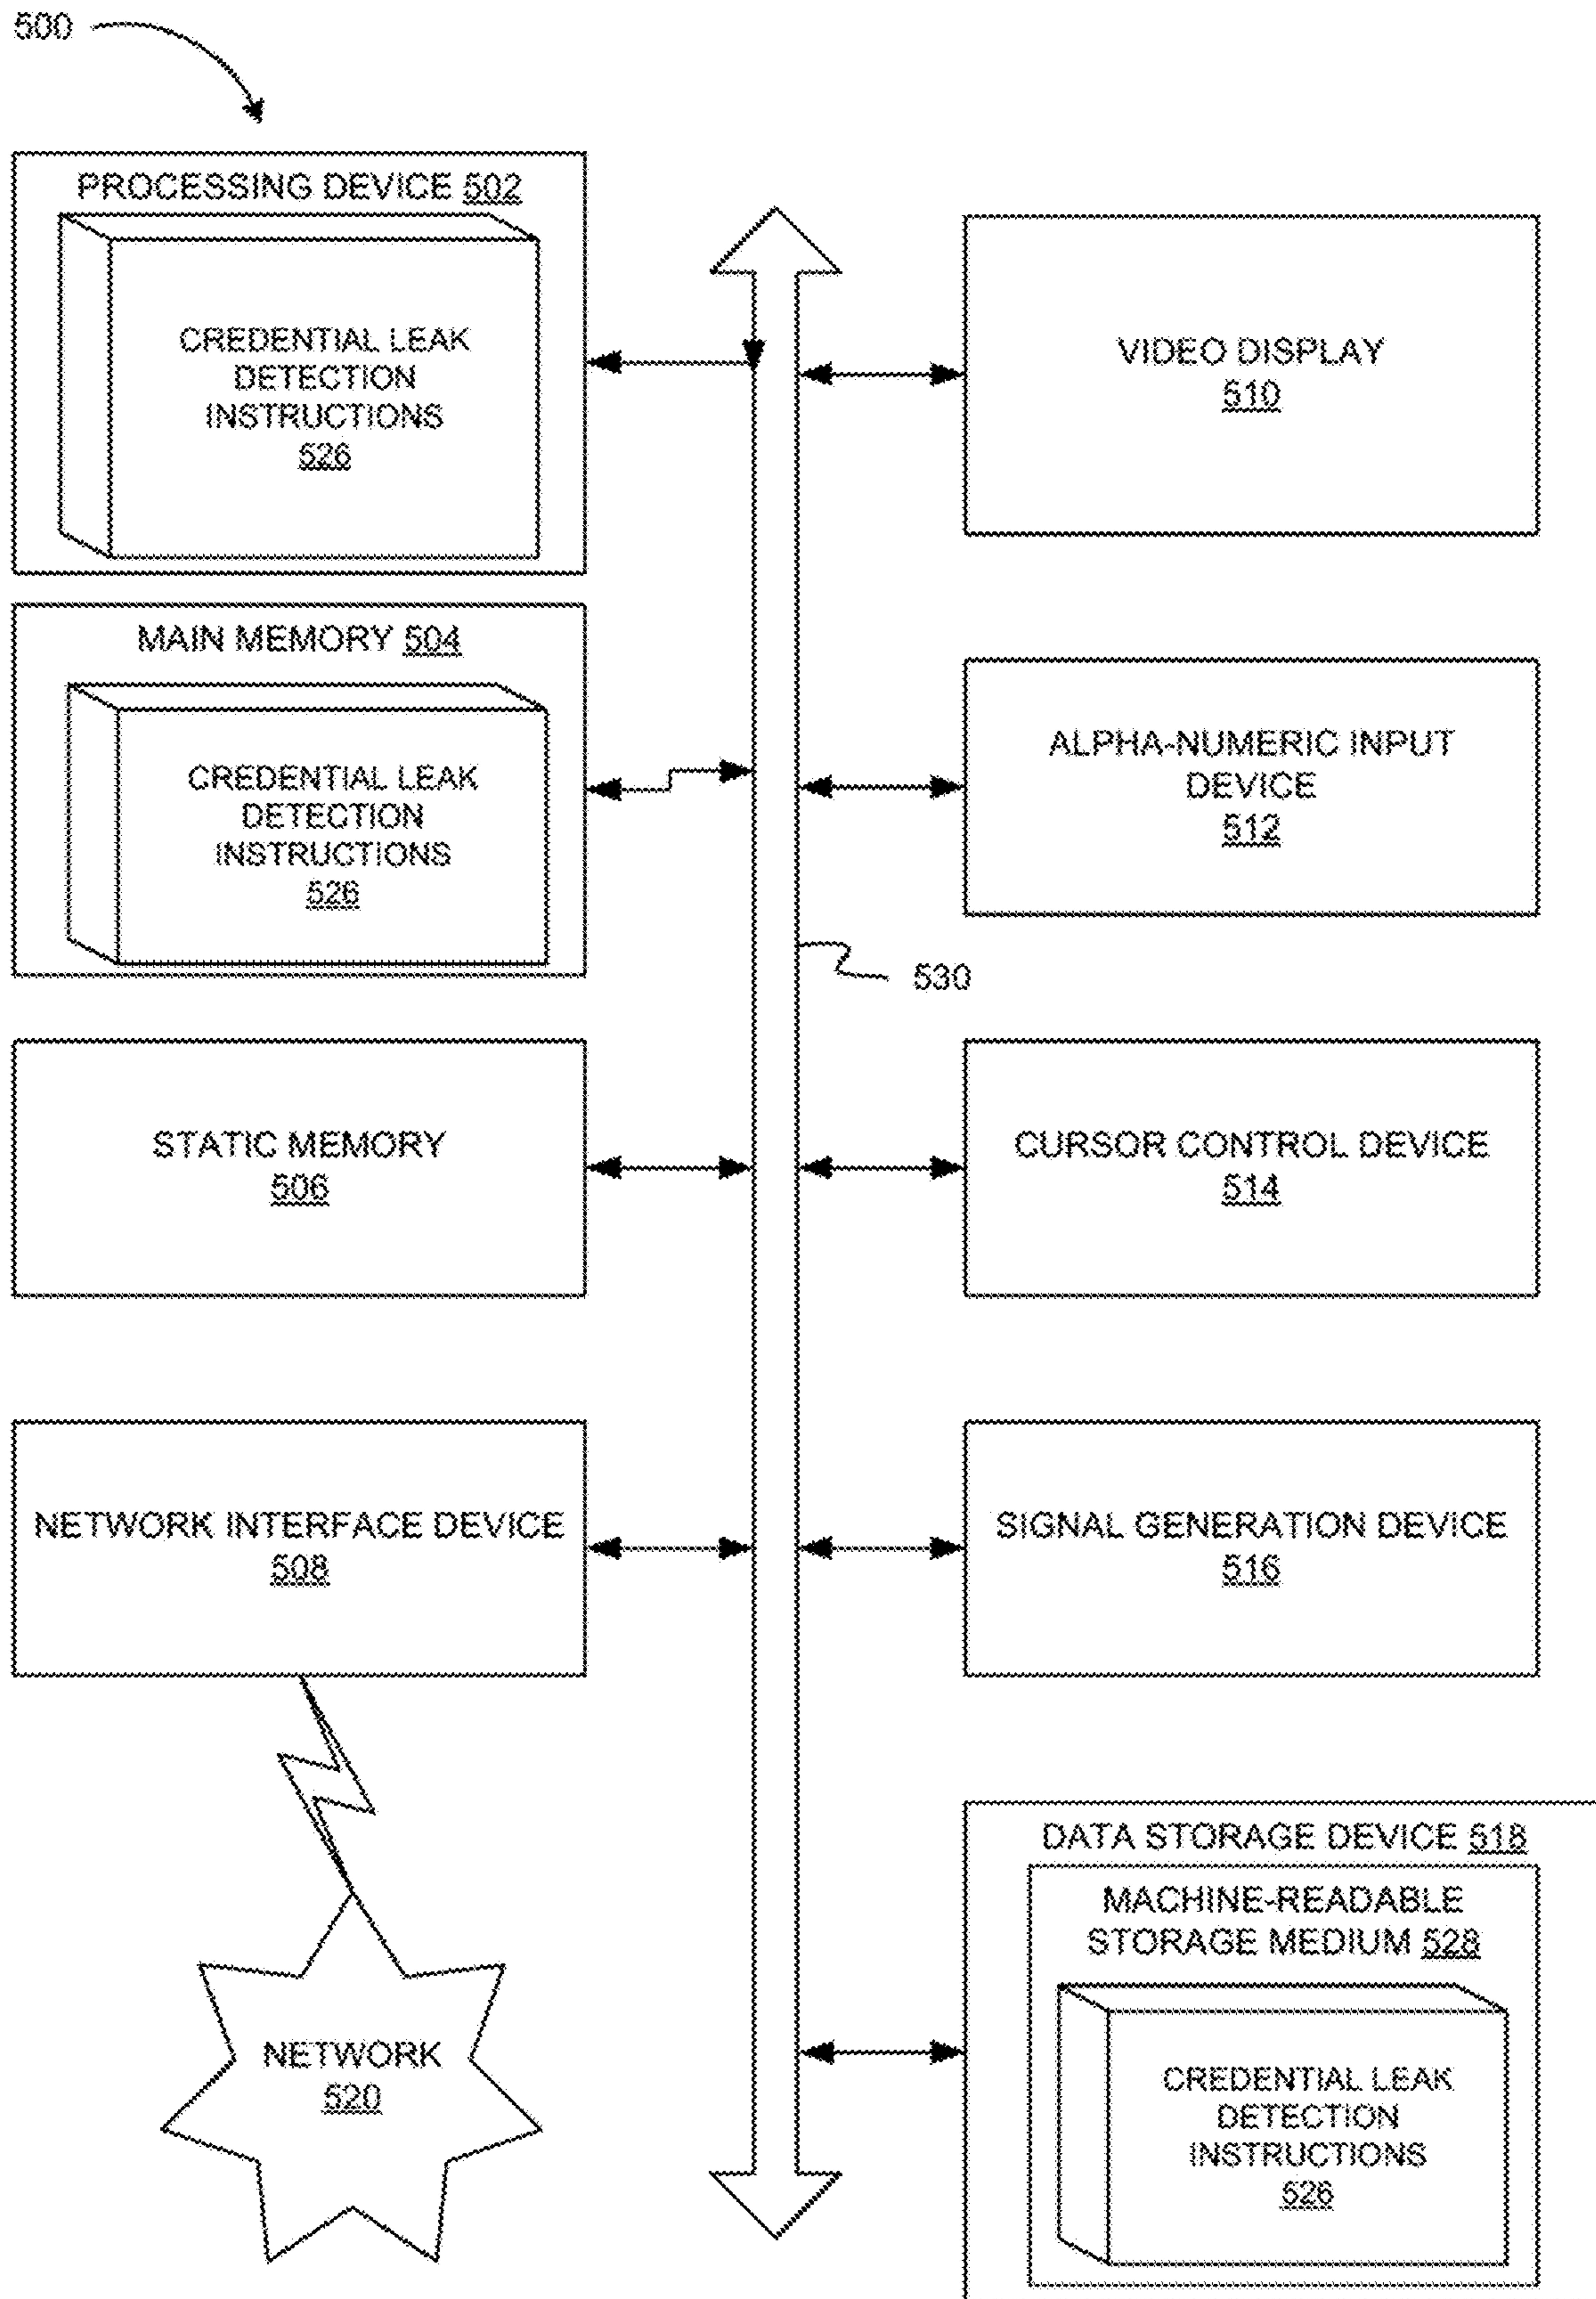 500
PROCESSING DEVICE 502
CREDENTIAL LEAK
DETECTION
INSTRUCTIONS
526
MAIN MEMORY 504
CREDENTIAL LEAK
DETECTION
INSTRUCTIONS
526
STATIC MEMORY
506
NETWORK INTERFACE DEVICE
508
NETWORK
520
530
VIDEO DISPLAY
510
ALPHA-NUMERIC INPUT
DEVICE
512
CURSOR CONTROL DEVICE
514
SIGNAL GENERATION DEVICE
516
DATA STORAGE DEVICE 518
MACHINE-READABLE
STORAGE MEDIUM 528
CREDENTIAL LEAK
DETECTION
INSTRUCTIONS
526